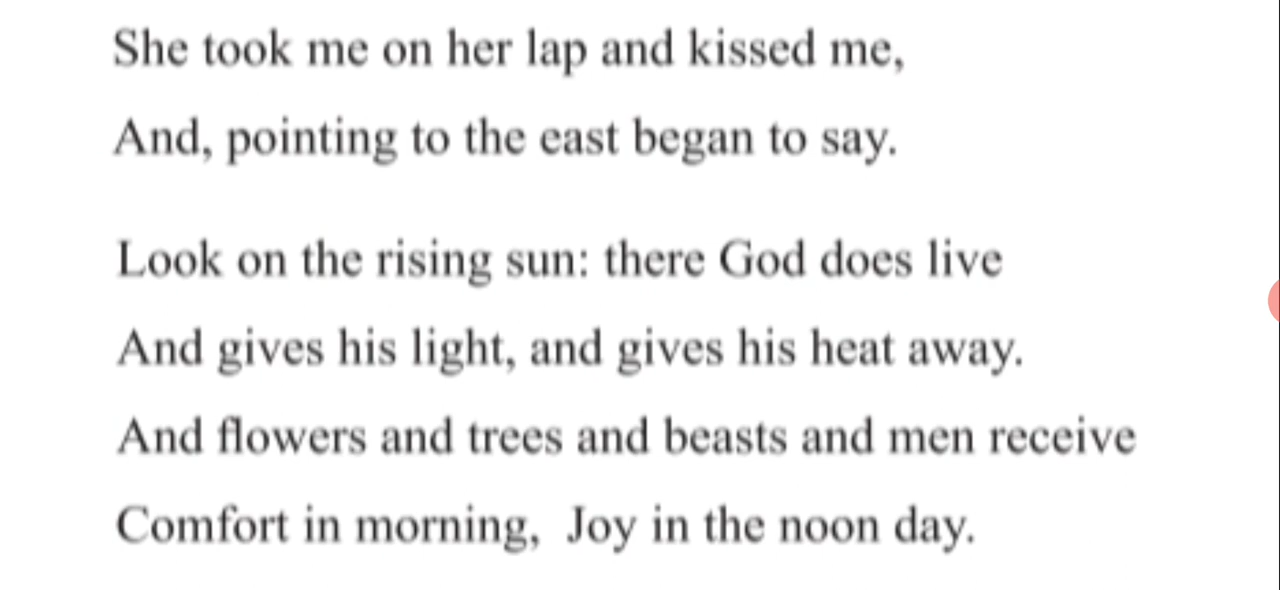 She took me on her lap and kissed me,
And, pointing to the east began to say.
Look on the rising sun: there God does live
And gives his light, and gives his heat away.
And flowers and trees and beasts and men receive
Comfort in morning, Joy in the noon day.